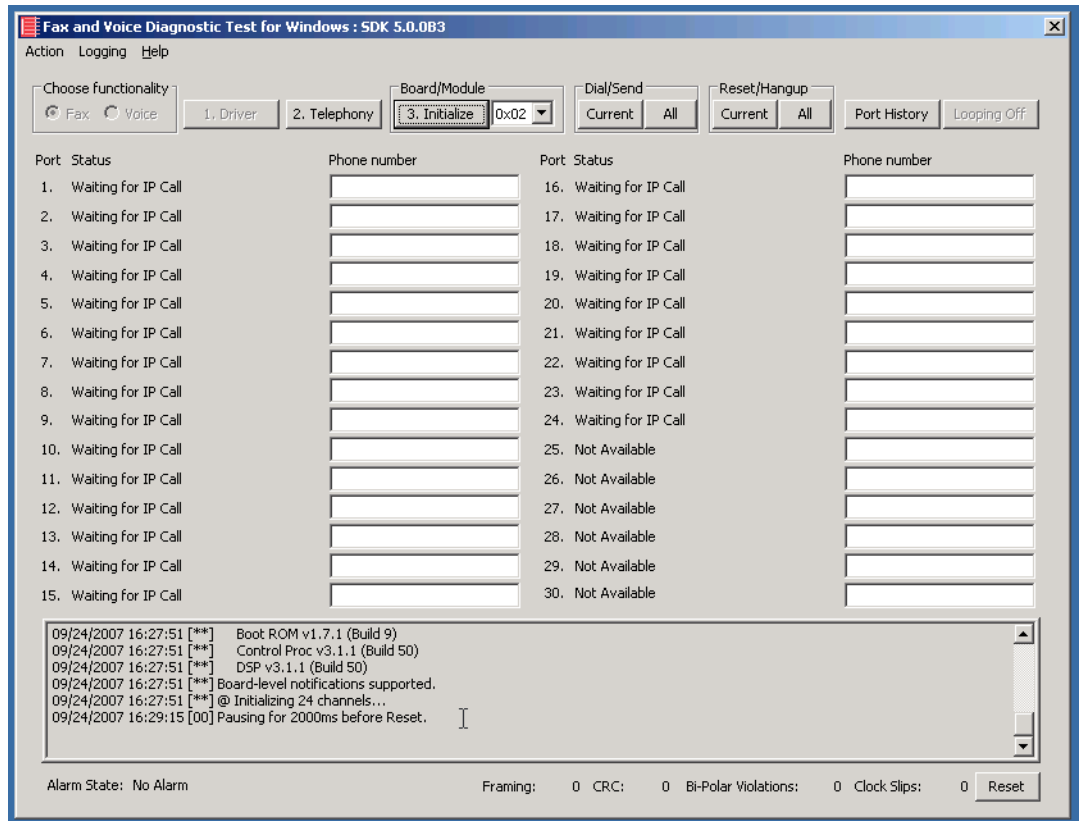 Fax and Voice Diagnostic Test for Windows : SDK 5.0.0B3
Action Logging Help
Choose functionality Board/Module Dial/Send Reset/Hangup
Fax Voice 1. Driver 2. Telephony 3. Initialize 0x02 Current All Current All Port History Looping Off
Port Status Phone number Port Status Phone number
1. Waiting for IP Call 16. Waiting for IP Call
2. Waiting for IP Call 17. Waiting for IP Call
3. Waiting for IP Call 18. Waiting for IP Call
4. Waiting for IP Call 19. Waiting for IP Call
5. Waiting for IP Call 20. Waiting for IP Call
6. Waiting for IP Call 21. Waiting for IP Call
7. Waiting for IP Call 22. Waiting for IP Call
8. Waiting for IP Call 23. Waiting for IP Call
9. Waiting for IP Call 24. Waiting for IP Call
10. Waiting for IP Call 25. Not Available
11. Waiting for IP Call 26. Not Available
12. Waiting for IP Call 27. Not Available
13. Waiting for IP Call 28. Not Available
14. Waiting for IP Call 29. Not Available
15. Waiting for IP Call 30. Not Available
09/24/2007 16:27:51 [**] Boot ROM v1.7.1 (Build 9)
09/24/2007 16:27:51 [**] Control Proc v3.1.1 (Build 50)
09/24/2007 16:27:51 [**] DSP v3.1.1 (Build 50)
09/24/2007 16:27:51 [**] Board-level notifications supported.
09/24/2007 16:27:51 [**] @ Initializing 24 channels...
09/24/2007 16:29:15 [00] Pausing for 2000ms before Reset.
Alarm State: No Alarm Framing: 0 CRC: 0 Bi-Polar Violations: 0 Clock Slips: 0 Reset